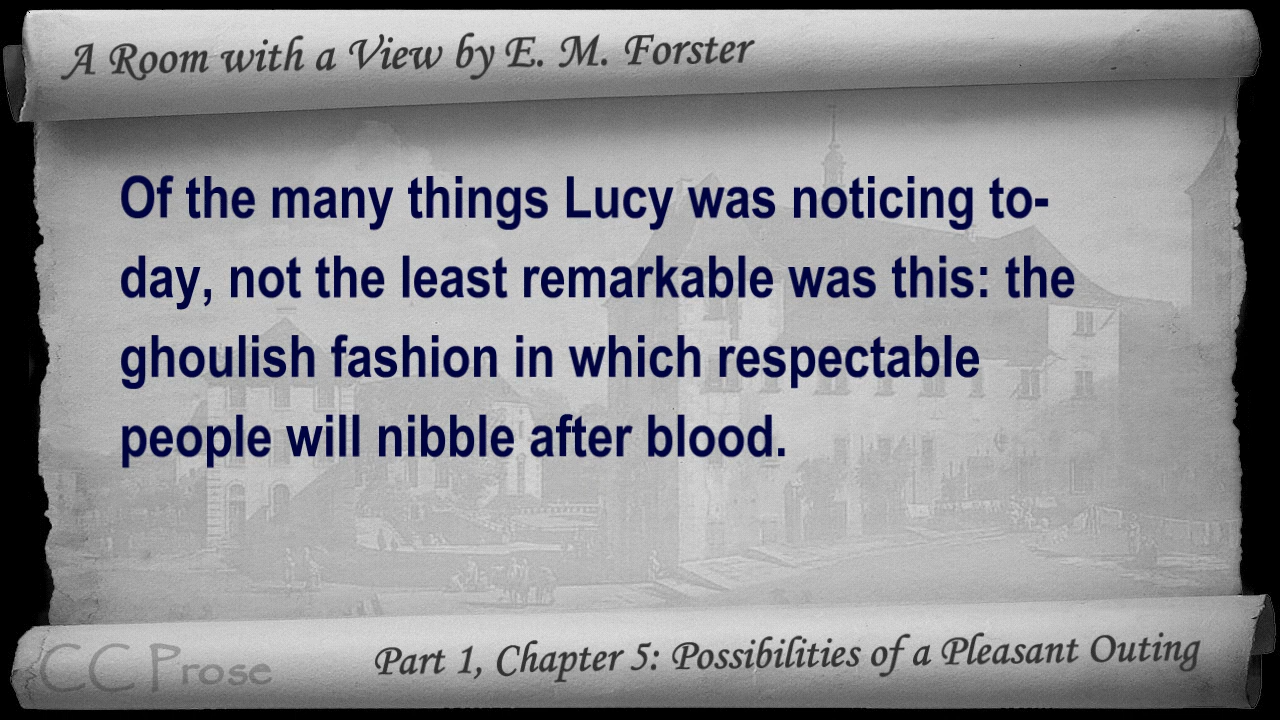 A Room with a View by E. M. Forster
Of the many things Lucy was noticing to-
day, not the least remarkable was this: the
ghoulish fashion in which respectable
people will nibble after blood.
CC Prose
Part 1, Chapter 5: Possibilities of a Pleasant Outing